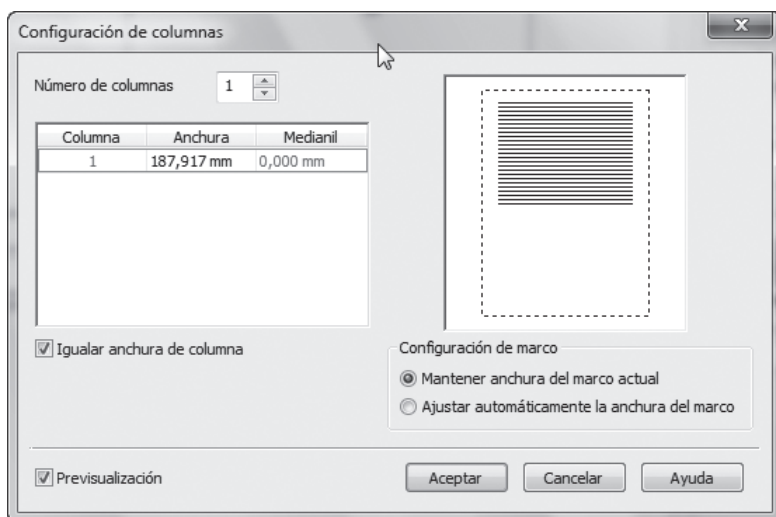 Configuración de columnas
Número de columnas 1
Columna Anchura Medianil
1 187,917 mm 0,000 mm
Igualar anchura de columna
Configuración de marco
Mantener anchura del marco actual
Ajustar automáticamente la anchura del marco
Previsualización
Aceptar Cancelar Ayuda